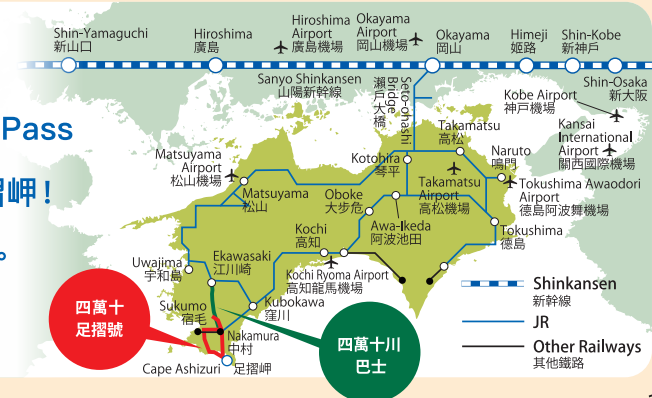 Shin-Yamaguchi
新山口
Hiroshima
廣島
Hiroshima
Airport
廣島機場
Okayama
Airport
岡山機場
Okayama
岡山
Himeji
姬路
Shin-Kobe
新神戶
Sanyo Shinkansen
山陽新幹線
Seto-ohashi
Bridge
瀨戶大橋
Shin-Osaka
新大阪
Kobe Airport
神戶機場
Kansai
International
Airport
關西國際機場
Pass
岬!
。
Matsuyama
Airport
松山機場
Matsuyama
松山
Kotohira
琴平
Takamatsu
高松
Naruto
鳴門
Oboke
大步危
Takamatsu
Airport
高松機場
Tokushima Awaodori
Airport
德島阿波舞機場
Awa-Ikeda
阿波池田
Tokushima
德島
Kochi
高知
Uwajima
宇和島
Ekawasaki
江川崎
Kochi Ryoma Airport
高知龍馬機場
Sukumo
宿毛
Kubokawa
窪川
Nakamura
中村
Cape Ashizuri
足摺岬
四萬十
足摺號
四萬十川
巴士
Shinkansen
新幹線
JR
Other Railways
其他鐵路